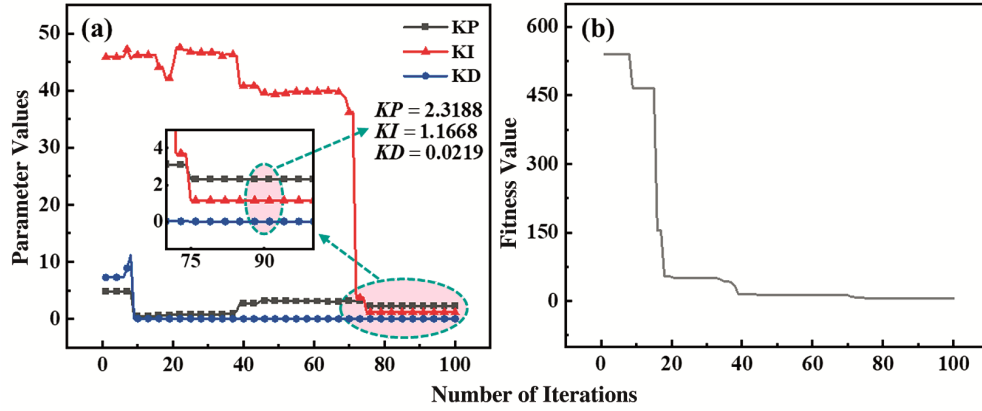 (a)
KP
KI
KD
KP = 2.3188
KI = 1.1668
KD = 0.0219
50
40
30
20
10
0
4
2
0
75 90
0 20 40 60 80 100
Parameter Values
(b)
600
450
300
150
0
0 20 40 60 80 100
Fitness Value
Number of Iterations